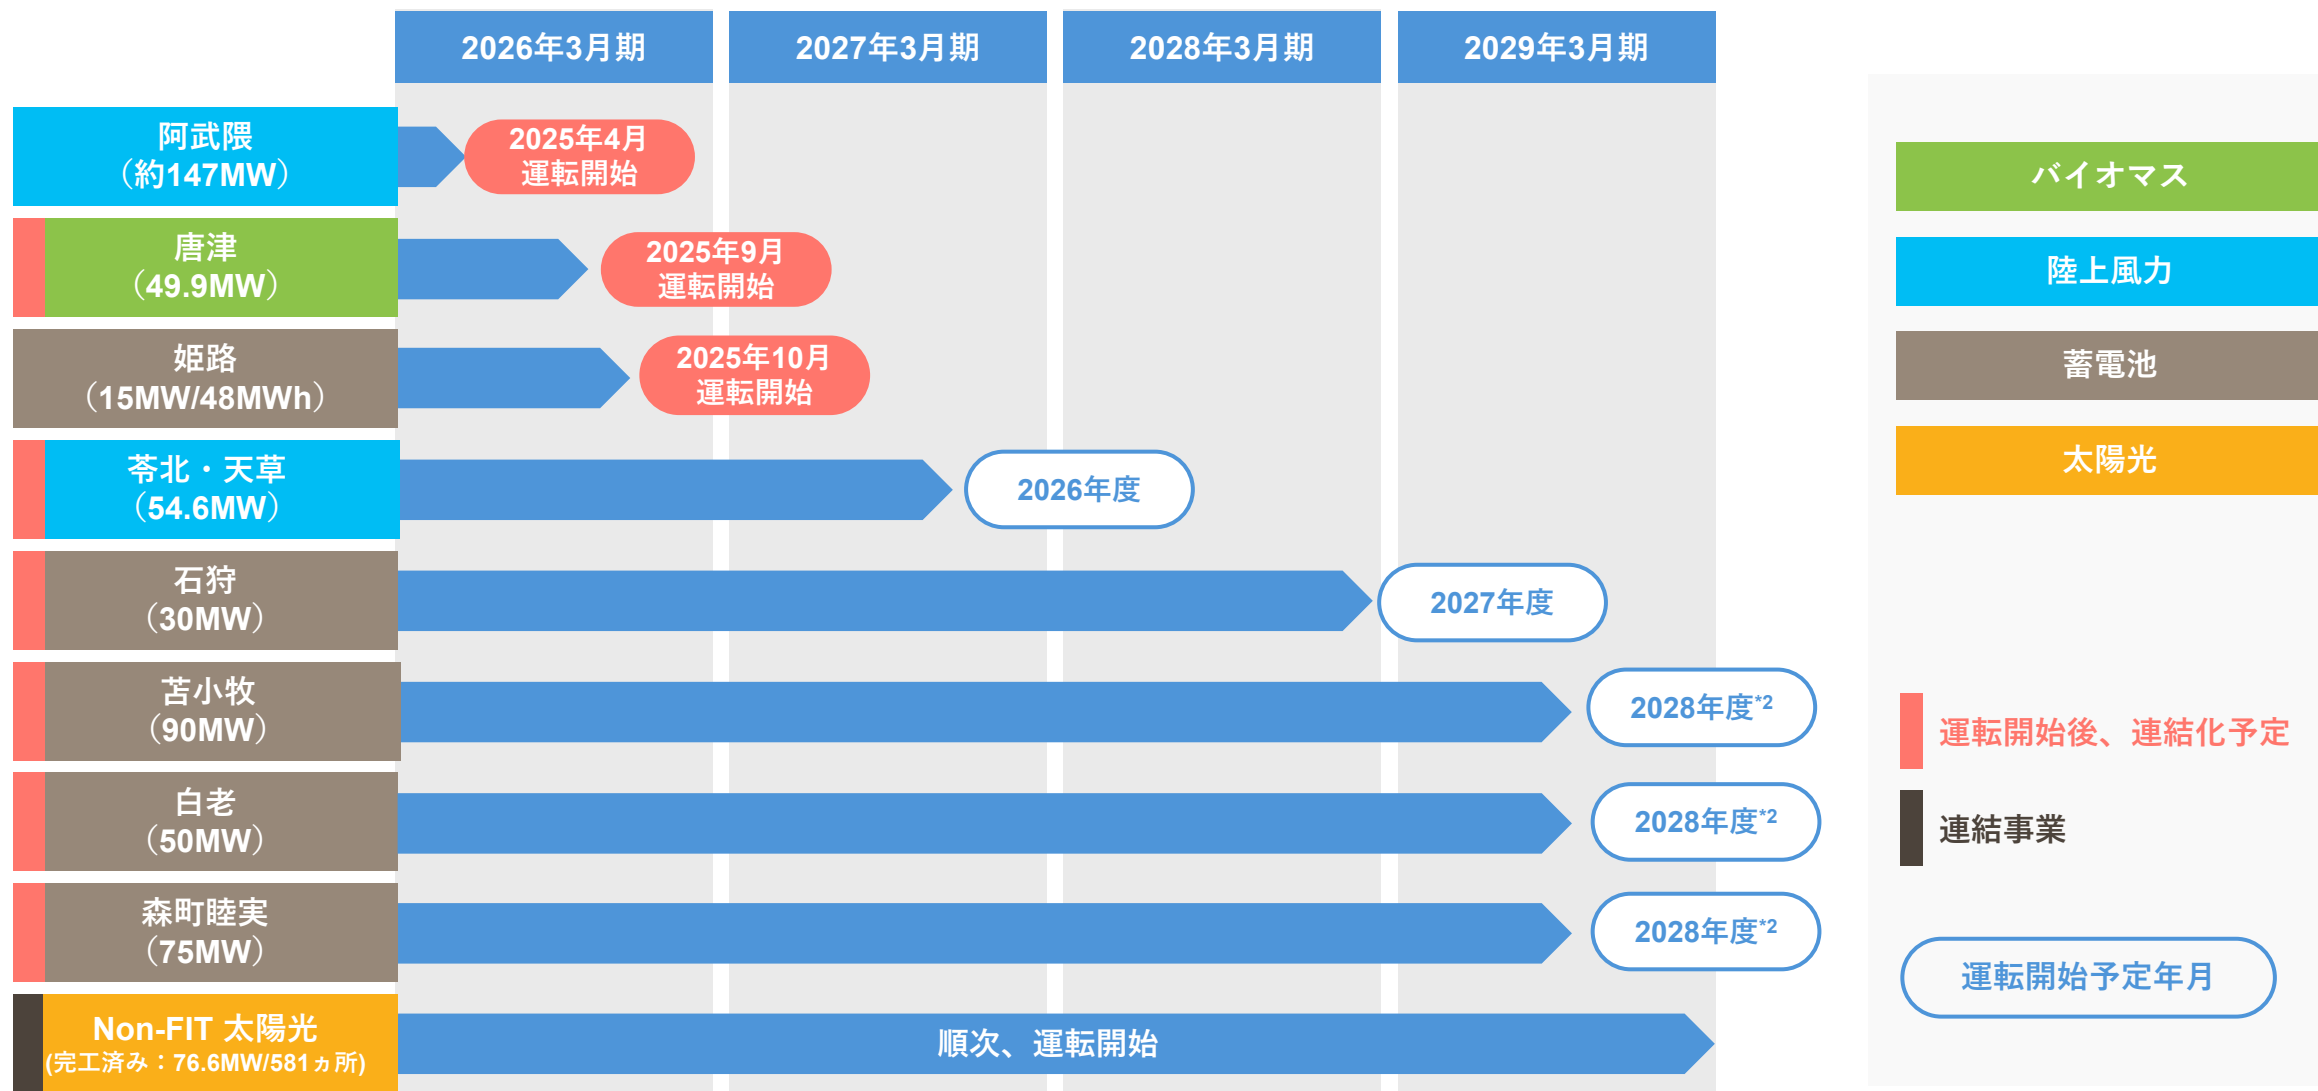 2026年3月期
2027年3月期
2028年3月期
2029年3月期
阿武隈
（約147MW）
2025年4月
運転開始
唐津
（49.9MW）
2025年9月
運転開始
姫路
（15MW/48MWh）
2025年10月
運転開始
苓北・天草
（54.6MW）
2026年度
石狩
（30MW）
2027年度
苫小牧
（90MW）
2028年度*2
白老
（50MW）
2028年度*2
森町睦実
（75MW）
2028年度*2
Non-FIT 太陽光
(完工済み：76.6MW/581ヵ所)
順次、運転開始
バイオマス
陸上風力
蓄電池
太陽光
運転開始後、連結化予定
連結事業
運転開始予定年月